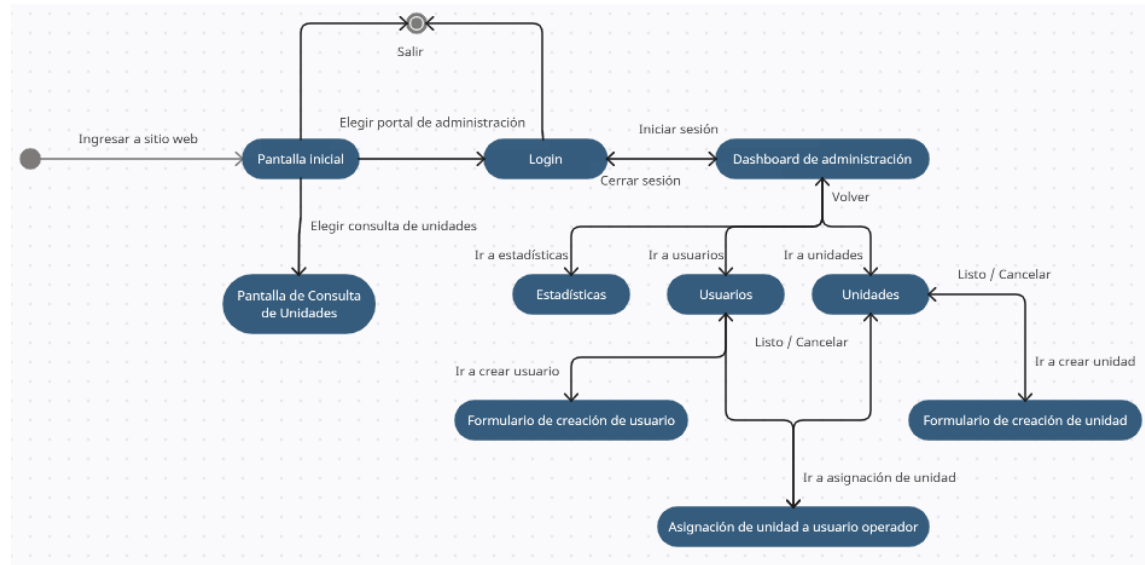 Salir
Elegir portal de administración
Ingresar a sitio web
Iniciar sesión
Pantalla inicial
Login
Dashboard de administración
Cerrar sesión
Volver
Elegir consulta de unidades
Ir a estadísticas
Ir a usuarios
Ir a unidades
Listo / Cancelar
Pantalla de Consulta
de Unidades
Estadísticas
Usuarios
Unidades
Listo / Cancelar
Ir a crear usuario
Ir a crear unidad
Formulario de creación de usuario
Formulario de creación de unidad
Ir a asignación de unidad
Asignación de unidad a usuario operador